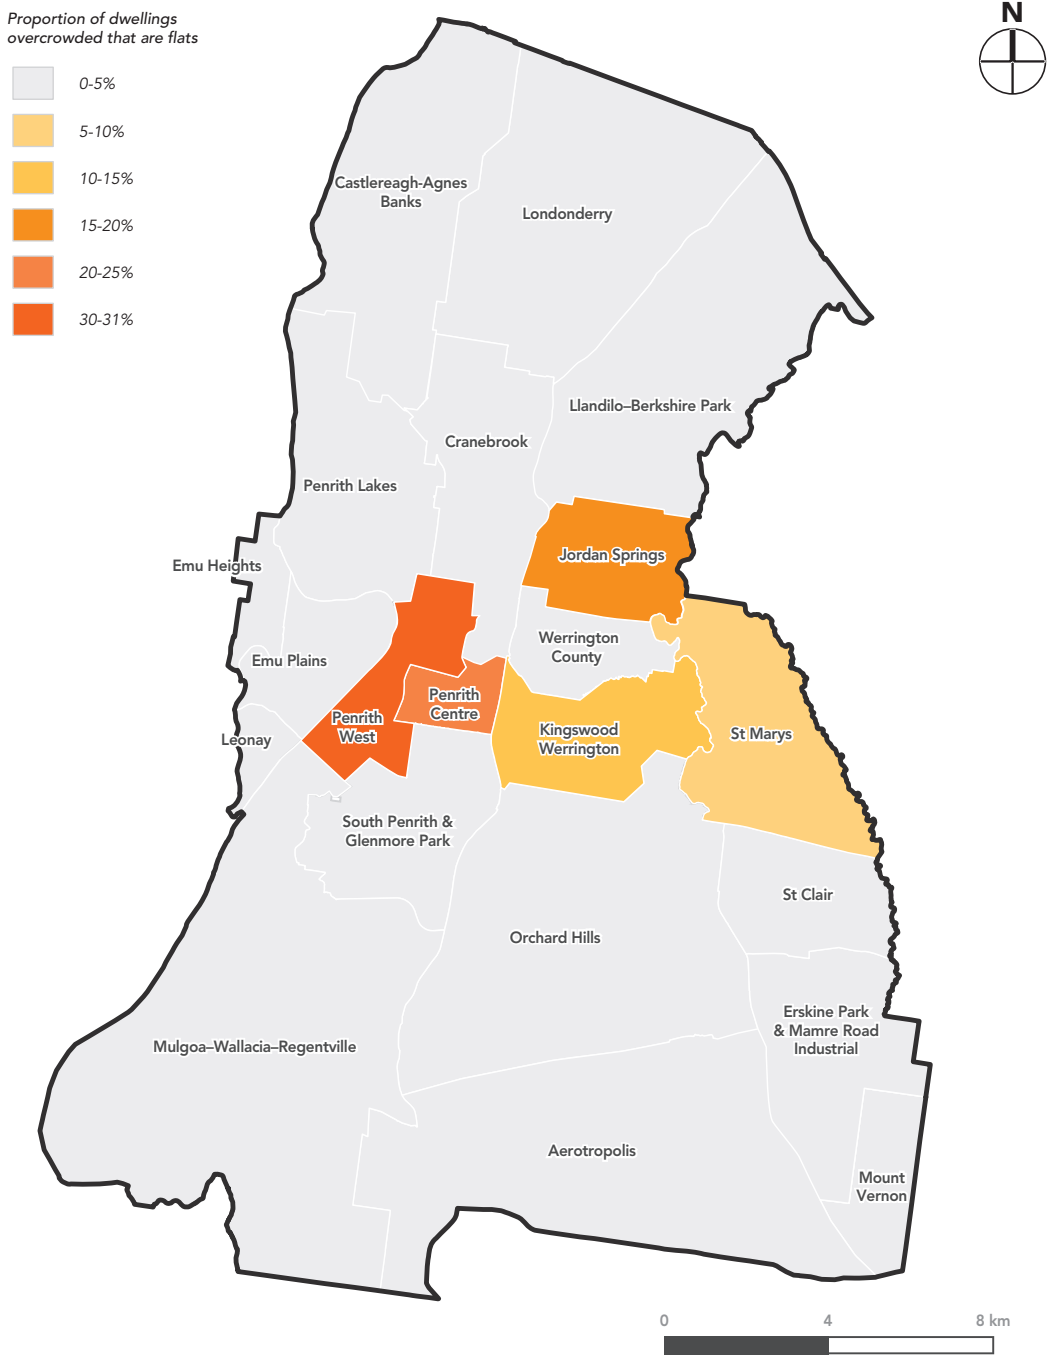 Proportion of dwellings
overcrowded that are flats
0-5%
5-10%
10-15%
15-20%
20-25%
30-31%
N
Castlereagh-Agnes
Banks
Londonderry
Llandilo–Berkshire Park
Cranebrook
Penrith Lakes
Jordan Springs
Emu Heights
Werrington
County
Emu Plains
Penrith
Centre
Penrith
West
Kingswood
Werrington
St Marys
Leonay
South Penrith &
Glenmore Park
St Clair
Orchard Hills
Erskine Park
& Mamre Road
Industrial
Mulgoa–Wallacia–Regentville
Aerotropolis
Mount
Vernon
0 4 8 km